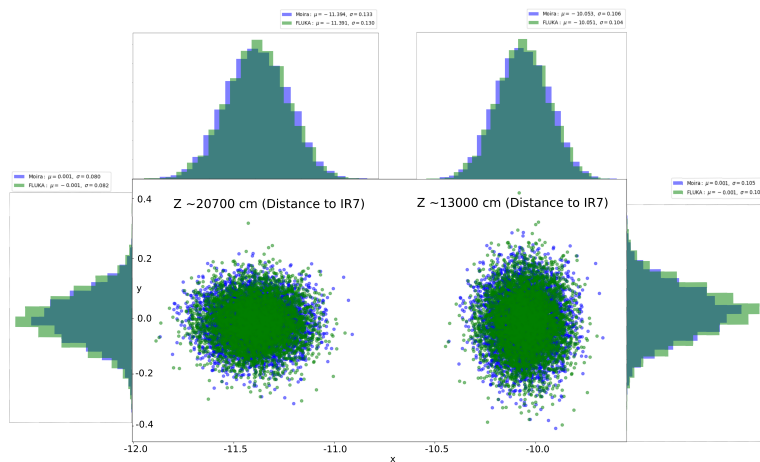 Moira: μ = − 11.394, σ = 0.133
FLUKA: μ = − 11.391, σ = 0.130
Moira: μ = − 10.053, σ = 0.106
FLUKA: μ = − 10.051, σ = 0.104
Moira: μ = 0.001, σ = 0.080
FLUKA: μ = − 0.001, σ = 0.082
Moira: μ = 0.001, σ = 0.105
FLUKA: μ = − 0.001, σ = 0.10
Z ~20700 cm (Distance to IR7)
Z ~13000 cm (Distance to IR7)
0.4
0.2
y
0.0
-0.2
-0.4
-12.0
-11.5
-11.0
-10.5
-10.0
x